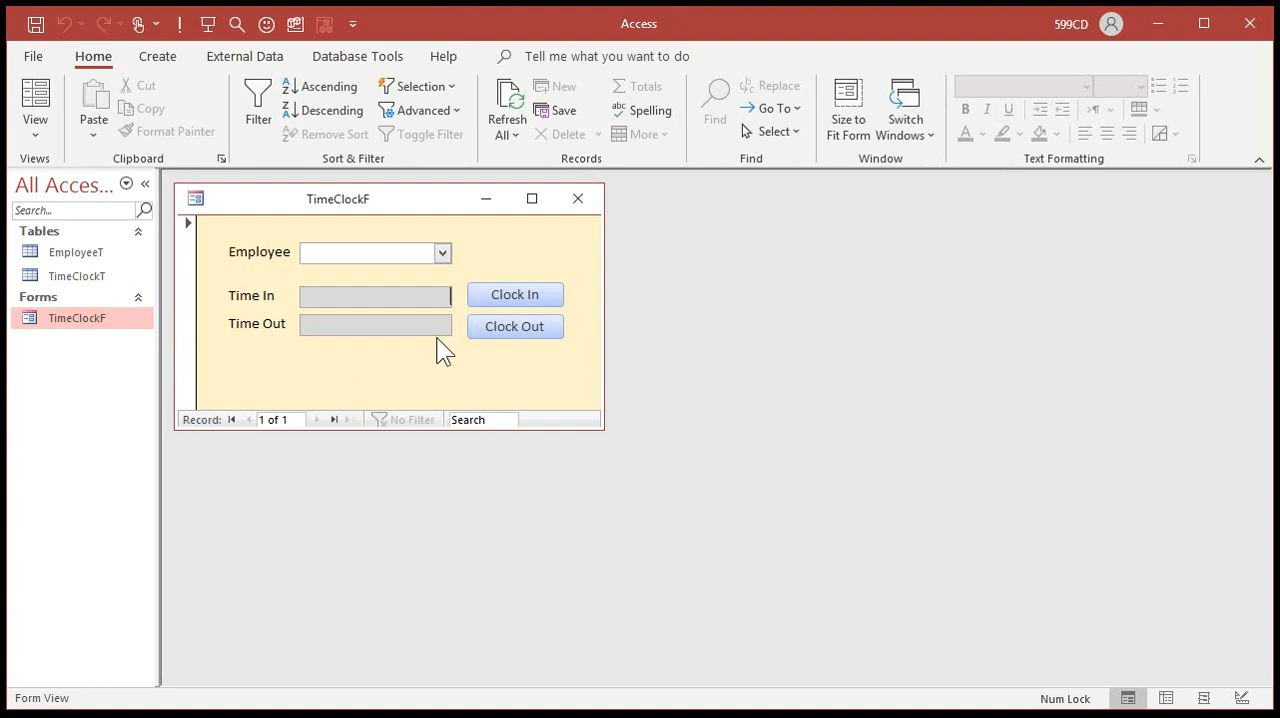 Access
599CD
File Home Create External Data Database Tools Help Tell me what you want to do
View
Views
Paste
Cut
Copy
Format Painter
Clipboard
Filter
Ascending
Descending
Remove Sort
Selection
Advanced
Toggle Filter
Sort & Filter
Refresh
All
New
Save
Delete
Totals
Spelling
More
Records
Find
Replace
Go To
Select
Find
Size to
Fit Form
Switch
Windows
Window
B I U
A
Text Formatting
All Acces...
Search...
Tables
EmployeeT
TimeClockT
Forms
TimeClockF
TimeClockF
Employee
Time In
Clock In
Time Out
Clock Out
Record: 1 of 1 No Filter Search
Form View
Num Lock